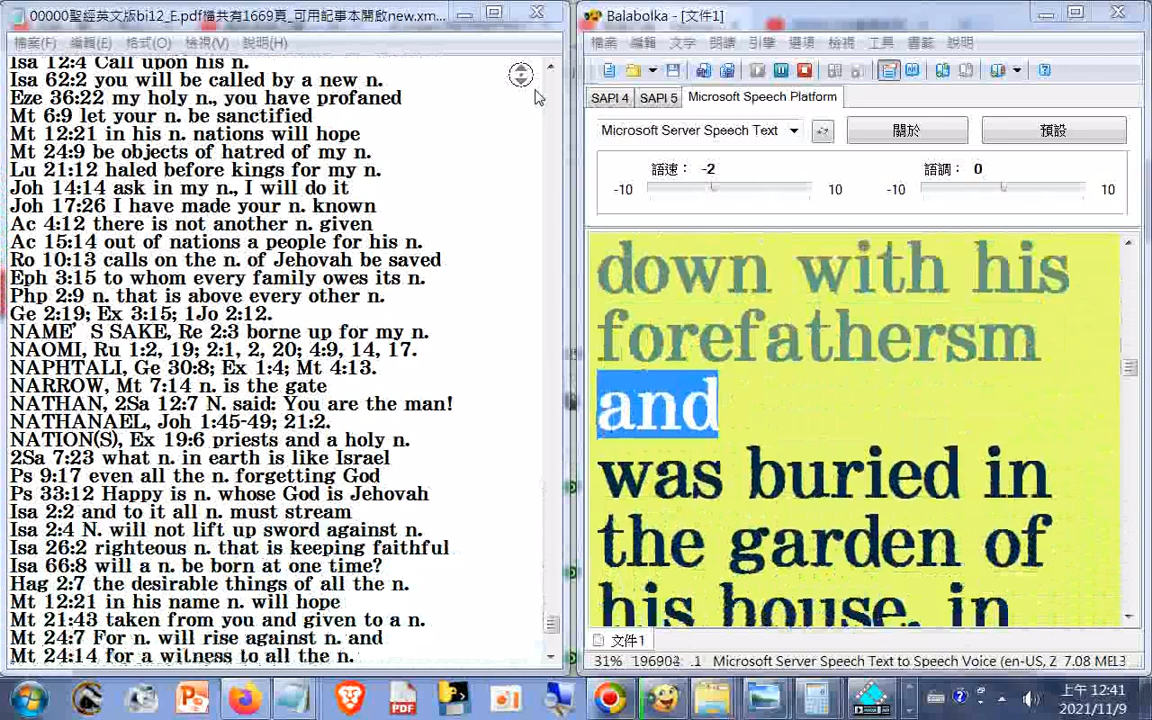 00000聖經英文版bi12_E.pdf檔共有1669頁_可用記事本開啟new.xm...
檔案(F) 編輯(E) 格式(O) 檢視(V) 說明(H)
Isa 12:4 Call upon his n.
Isa 62:2 you will be called by a new n.
Eze 36:22 my holy n., you have profaned
Mt 6:9 let your n. be sanctified
Mt 12:21 in his n. nations will hope
Mt 24:9 be objects of hatred of my n.
Lu 21:12 haled before kings for my n.
Joh 14:14 ask in my n., I will do it
Joh 17:26 I have made your n. known
Ac 4:12 there is not another n. given
Ac 15:14 out of nations a people for his n.
Ro 10:13 calls on the n. of Jehovah be saved
Eph 3:15 to whom every family owes its n.
Php 2:9 n. that is above every other n.
Ge 2:19; Ex 3:15; 1Jo 2:12.
NAME’S SAKE, Re 2:3 borne up for my n.
NAOMI, Ru 1:2, 19; 2:1, 2, 20; 4:9, 14, 17.
NAPHTALI, Ge 30:8; Ex 1:4; Mt 4:13.
NARROW, Mt 7:14 n. is the gate
NATHAN, 2Sa 12:7 N. said: You are the man!
NATHANAEL, Joh 1:45-49; 21:2.
NATION(S), Ex 19:6 priests and a holy n.
2Sa 7:23 what n. in earth is like Israel
Ps 9:17 even all the n. forgetting God
Ps 33:12 Happy is n. whose God is Jehovah
Isa 2:2 and to it all n. must stream
Isa 2:4 N. will not lift up sword against n.
Isa 26:2 righteous n. that is keeping faithful
Isa 66:8 will a n. be born at one time?
Hag 2:7 the desirable things of all the n.
Mt 12:21 in his name n. will hope
Mt 21:43 taken from you and given to a n.
Mt 24:7 For n. will rise against n. and
Mt 24:14 for a witness to all the n.
Balabolka - [文件1]
檔案 編輯 文字 朗讀 引擎 選項 檢視 工具 書籤 說明
SAPI 4 SAPI 5 Microsoft Speech Platform
Microsoft Server Speech Text 關於 預設
語速： -2 語調： 0
-10 10 -10 10
down with his
forefathersm
and
was buried in
the garden of
his house, in
文件1
31% 196902 .1 Microsoft Server Speech Text to Speech Voice (en-US, Z 7.08 ME
PDF
上午 12:41
2021/11/9